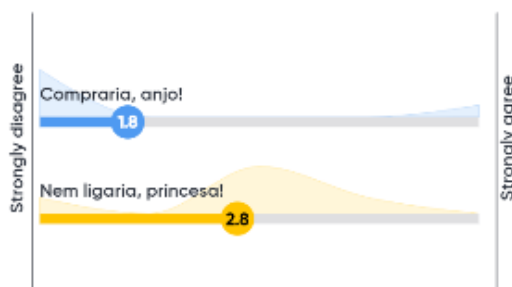 Strongly disagree
Compraria, anjo!
1.8
Nem ligaria, princesa!
2.8
Strongly agree